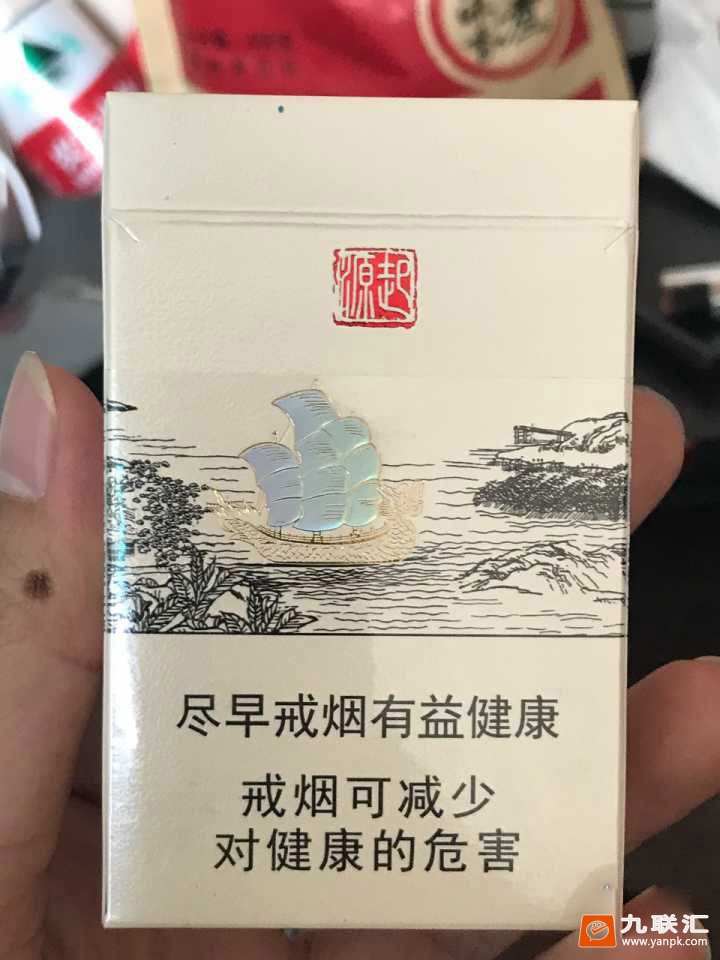 源起
尽早戒烟有益健康
戒烟可减少
对健康的危害
九联汇
www.yanpk.com